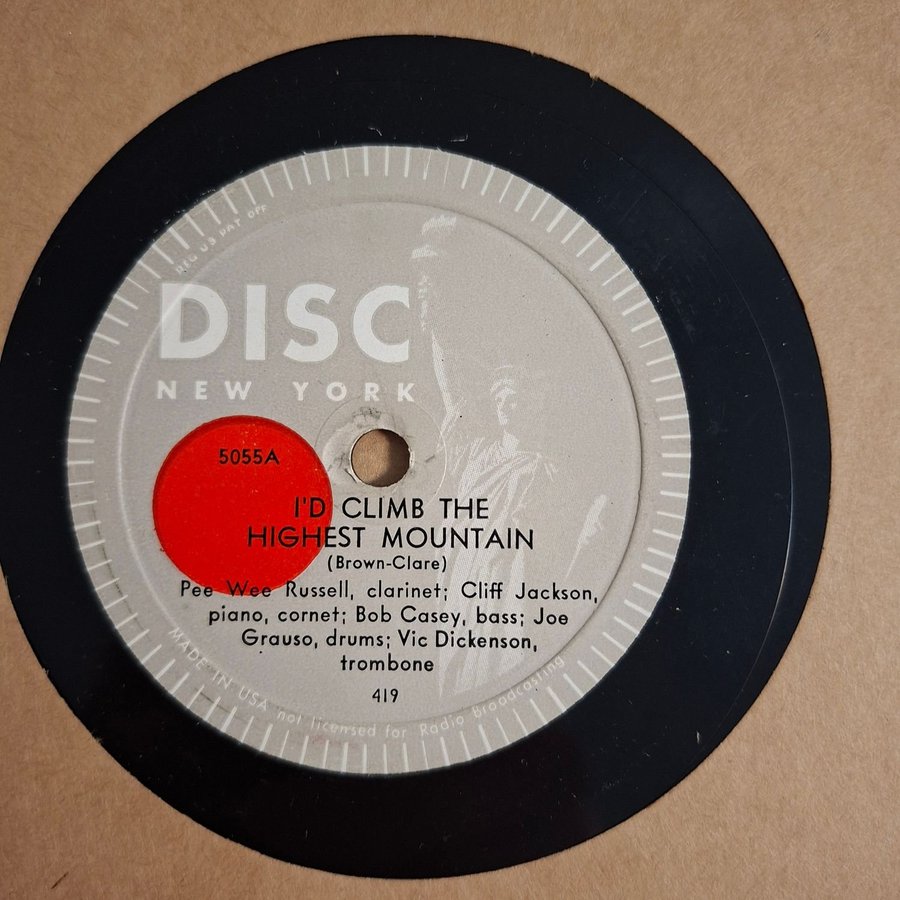 REG US PAT OFF
DISC
NEW YORK
5055A
I'D CLIMB THE
HIGHEST MOUNTAIN
(Brown-Clare)
Pee Wee Russell, clarinet; Cliff Jackson,
piano, cornet; Bob Casey, bass; Joe
Grauso, drums; Vic Dickenson,
trombone
419
MADE IN USA not licensed for Radio Broadcasting